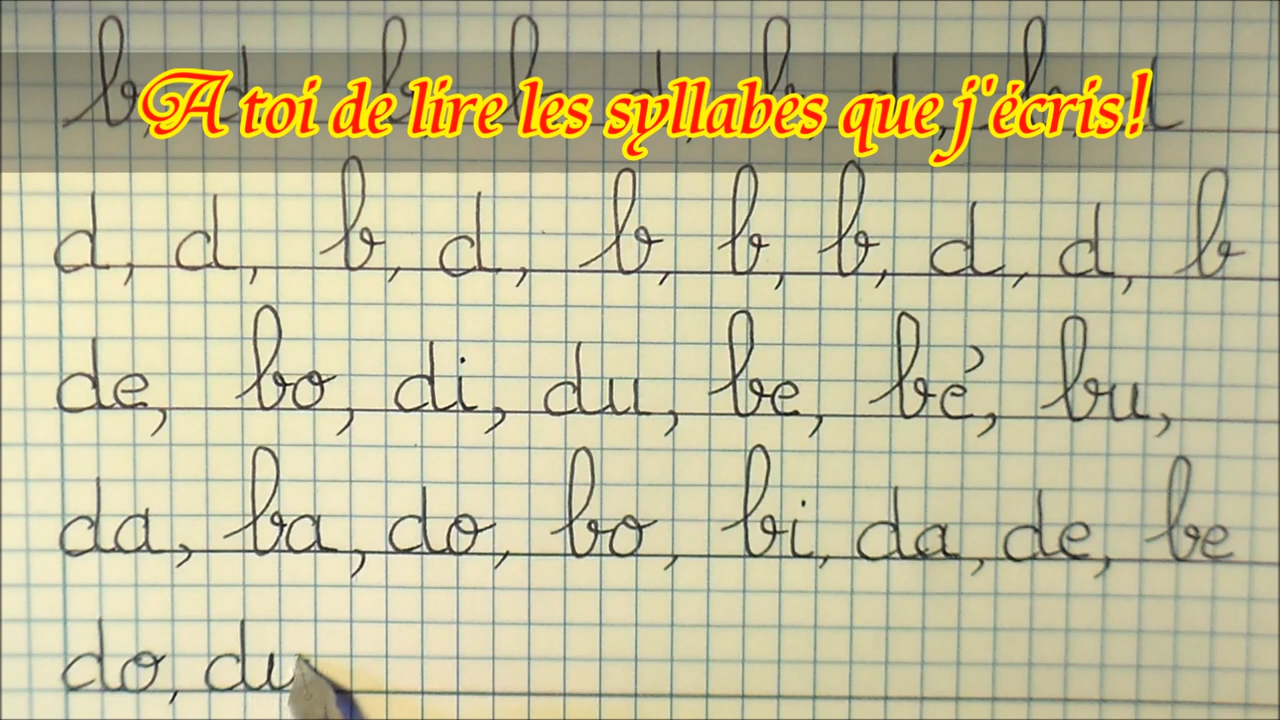 A toi de lire les syllabes que j'écris!
d, d, b, d, b, b, b, d, d, b
de, bo, di, du, be, bé, bu,
da, ba, do, bo, bi, da, de, be
do, du